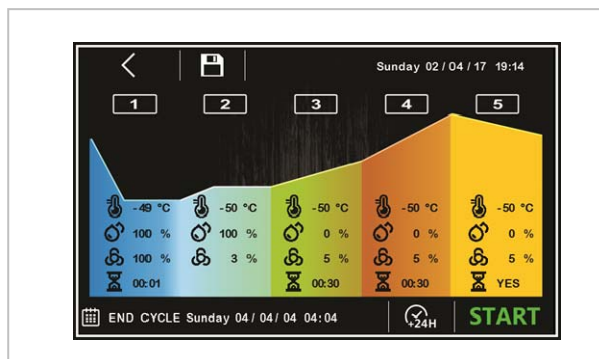 Sunday 02 / 04 / 17 19:14
1 2 3 4 5
-49 °C -50 °C -50 °C -50 °C -50 °C
100 % 100 % 0 % 0 % 0 %
100 % 3 % 5 % 5 % 5 %
00:01 00:30 00:30 YES
END CYCLE Sunday 04 / 04 / 04 04:04 +24H START